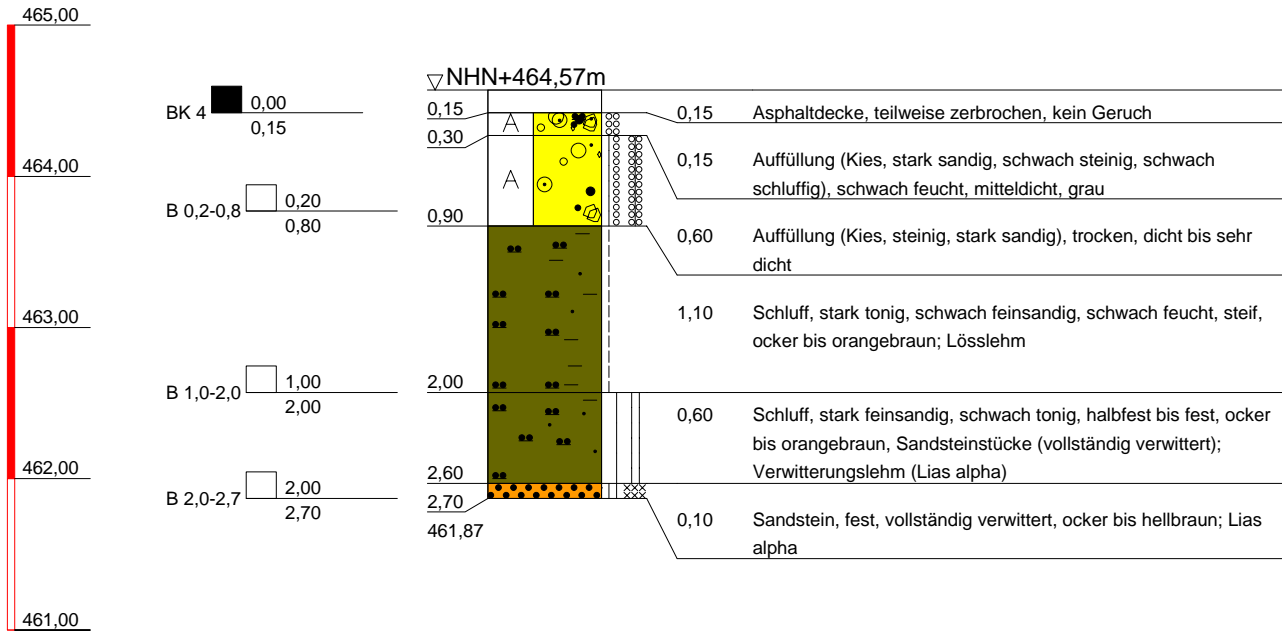 465,00
464,00
463,00
462,00
461,00
BK 4 0,00
0,15
B 0,2-0,8 0,20
0,80
B 1,0-2,0 1,00
2,00
B 2,0-2,7 2,00
2,70
NHN+464,57m
0,15
0,30
0,90
2,00
2,60
2,70
461,87
A
A
0,15 Asphaltdecke, teilweise zerbrochen, kein Geruch
0,15 Auffüllung (Kies, stark sandig, schwach steinig, schwach
schluffig), schwach feucht, mitteldicht, grau
0,60 Auffüllung (Kies, steinig, stark sandig), trocken, dicht bis sehr
dicht
1,10 Schluff, stark tonig, schwach feinsandig, schwach feucht, steif,
ocker bis orangebraun; Lösslehm
0,60 Schluff, stark feinsandig, schwach tonig, halbfest bis fest, ocker
bis orangebraun, Sandsteinstücke (vollständig verwittert);
Verwitterungslehm (Lias alpha)
0,10 Sandstein, fest, vollständig verwittert, ocker bis hellbraun; Lias
alpha